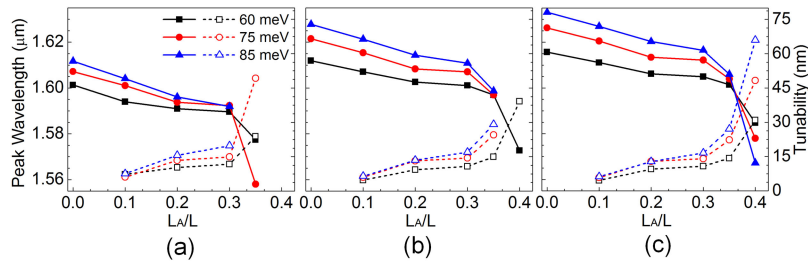 60 meV
75 meV
85 meV
Peak Wavelength (μm)
1.62
1.60
1.58
1.56
0.0 0.1 0.2 0.3 0.4
0.0 0.1 0.2 0.3 0.4
0.0 0.1 0.2 0.3 0.4
LA/L
LA/L
LA/L
75
60
45
30
15
0
Tunability (nm)
(a)
(b)
(c)